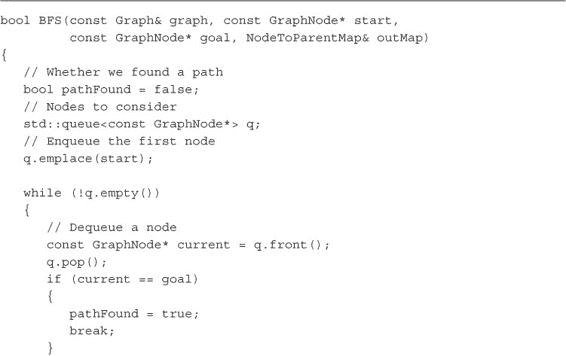 bool BFS(const Graph& graph, const GraphNode* start,
         const GraphNode* goal, NodeToParentMap& outMap)
{
   // Whether we found a path
   bool pathFound = false;
   // Nodes to consider
   std::queue<const GraphNode*> q;
   // Enqueue the first node
   q.emplace(start);

   while (!q.empty())
   {
      // Dequeue a node
      const GraphNode* current = q.front();
      q.pop();
      if (current == goal)
      {
         pathFound = true;
         break;
      }